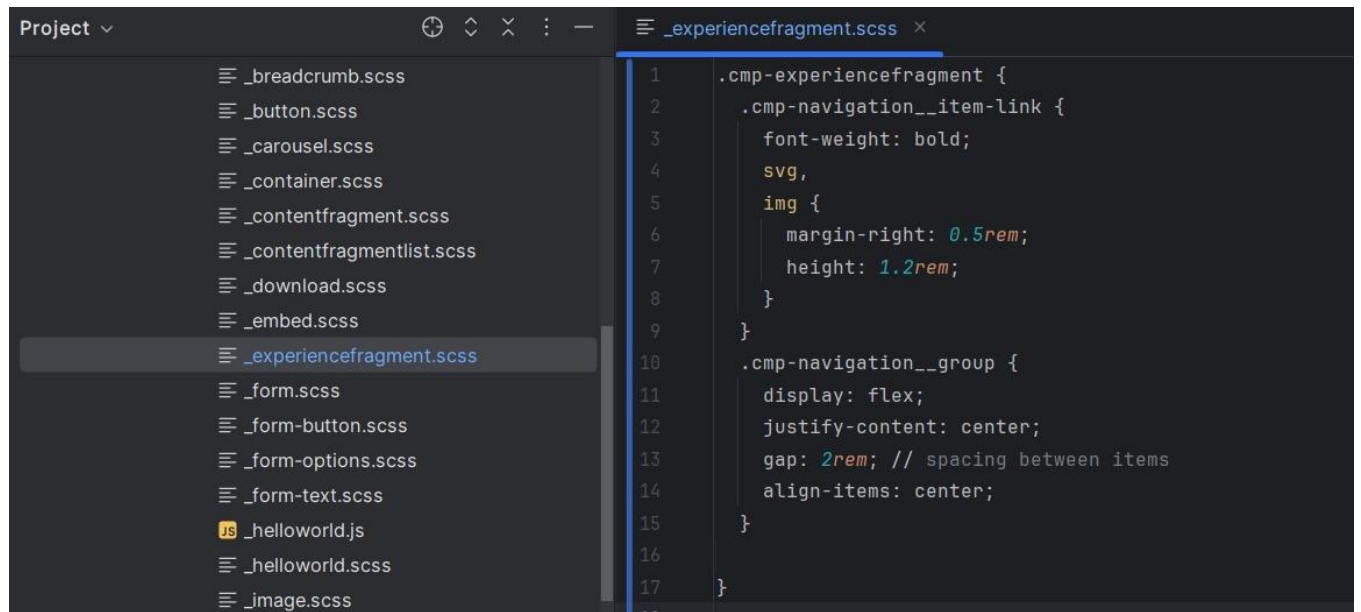 Project
_breadcrumb.scss
_button.scss
_carousel.scss
_container.scss
_contentfragment.scss
_contentfragmentlist.scss
_download.scss
_embed.scss
_experiencefragment.scss
_form.scss
_form-button.scss
_form-options.scss
_form-text.scss
JS _helloworld.js
_helloworld.scss
_image.scss
_experiencefragment.scss ×
1 .cmp-experiencefragment {
2 .cmp-navigation__item-link {
3 font-weight: bold;
4 svg,
5 img {
6 margin-right: 0.5rem;
7 height: 1.2rem;
8 }
9 }
10 .cmp-navigation__group {
11 display: flex;
12 justify-content: center;
13 gap: 2rem; // spacing between items
14 align-items: center;
15 }
16
17 }